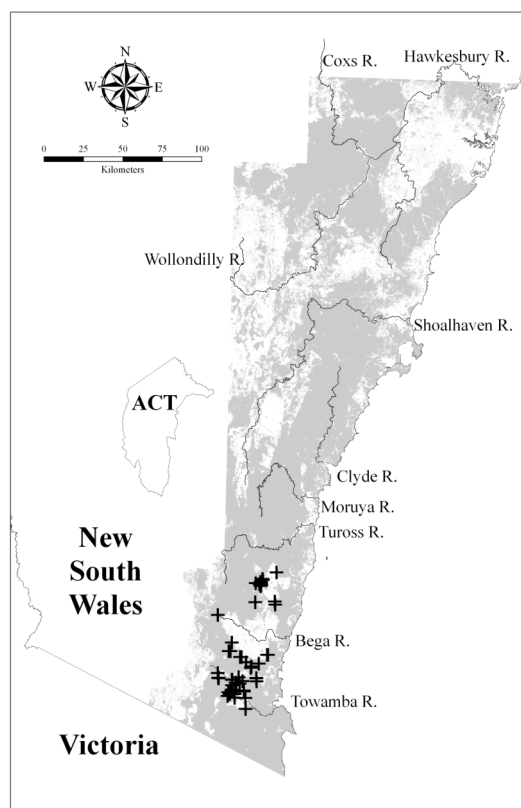 Coxs R.
Hawkesbury R.
N
W E
S
0 25 50 75 100
Kilometers
Wollondilly R.
Shoalhaven R.
ACT
Clyde R.
Moruya R.
Tuross R.
New
South
Wales
Bega R.
Towamba R.
Victoria